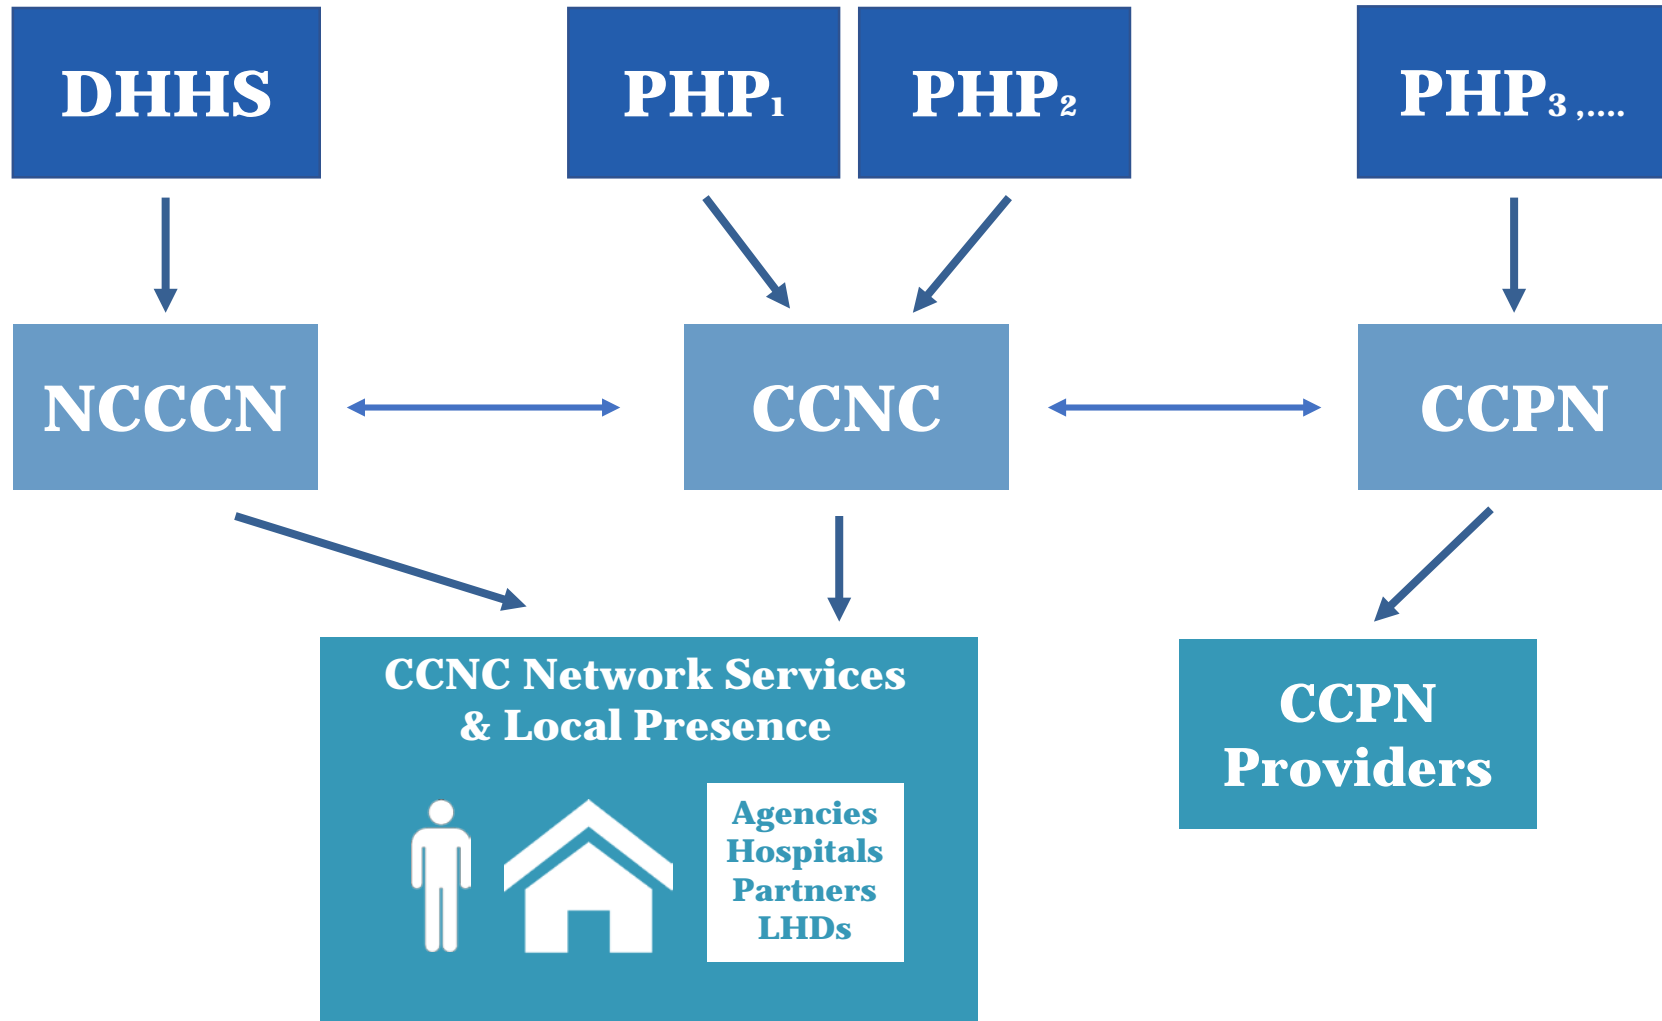 DHHS
PHP1
PHP2
PHP3 ,....
NCCCN
CCNC
CCPN
CCNC Network Services
& Local Presence
Agencies
Hospitals
Partners
LHDs
CCPN
Providers